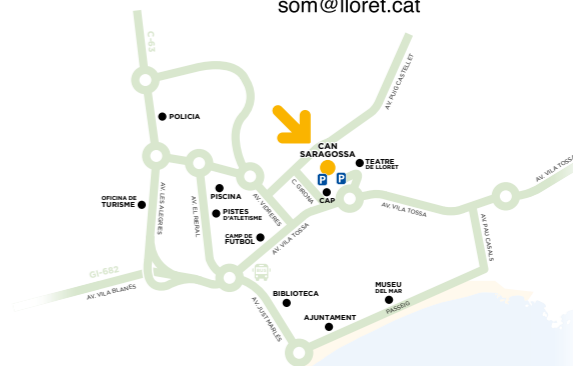 som@lloret.cat
C-63
AV. PUIG CASTELLET
POLICIA
CAN
SARAGOSSA
TEATRE
DE LLORET
P
P
AV. VILA TOSSA
C. GIRONA
CAP
PISCINA
AV. LES ALEGRIES
AV. EL RIERAL
AV. VIDRERES
OFICINA DE
TURISME
PISTES
D'ATLETISME
AV. VILA TOSSA
CAMP DE
FUTBOL
AV. VILA TOSSA
AV. PAU CASALS
GI-682
AV. VILA BLANES
BIBLIOTECA
MUSEU
DEL MAR
AV. JUST MARLÈS
PASSEIG
AJUNTAMENT